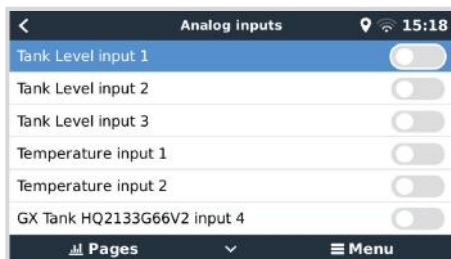 Analog inputs 15:18
Tank Level input 1
Tank Level input 2
Tank Level input 3
Temperature input 1
Temperature input 2
GX Tank HQ2133G66V2 input 4
Pages Menu